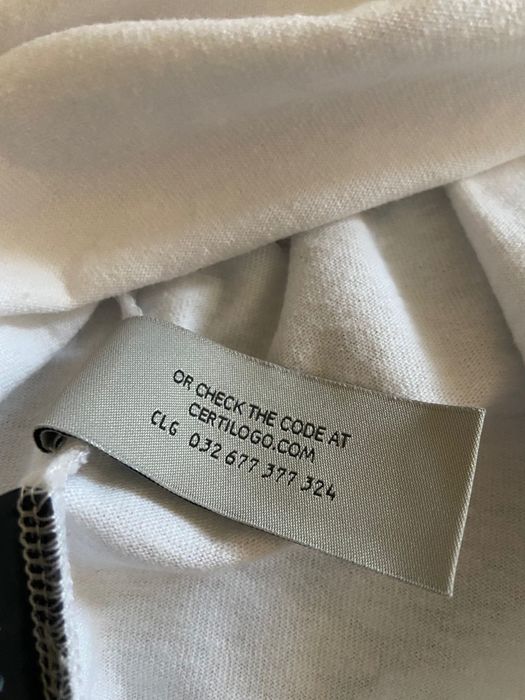 OR CHECK THE CODE AT
CERTILOGO.COM
CLG 032 677 377 324